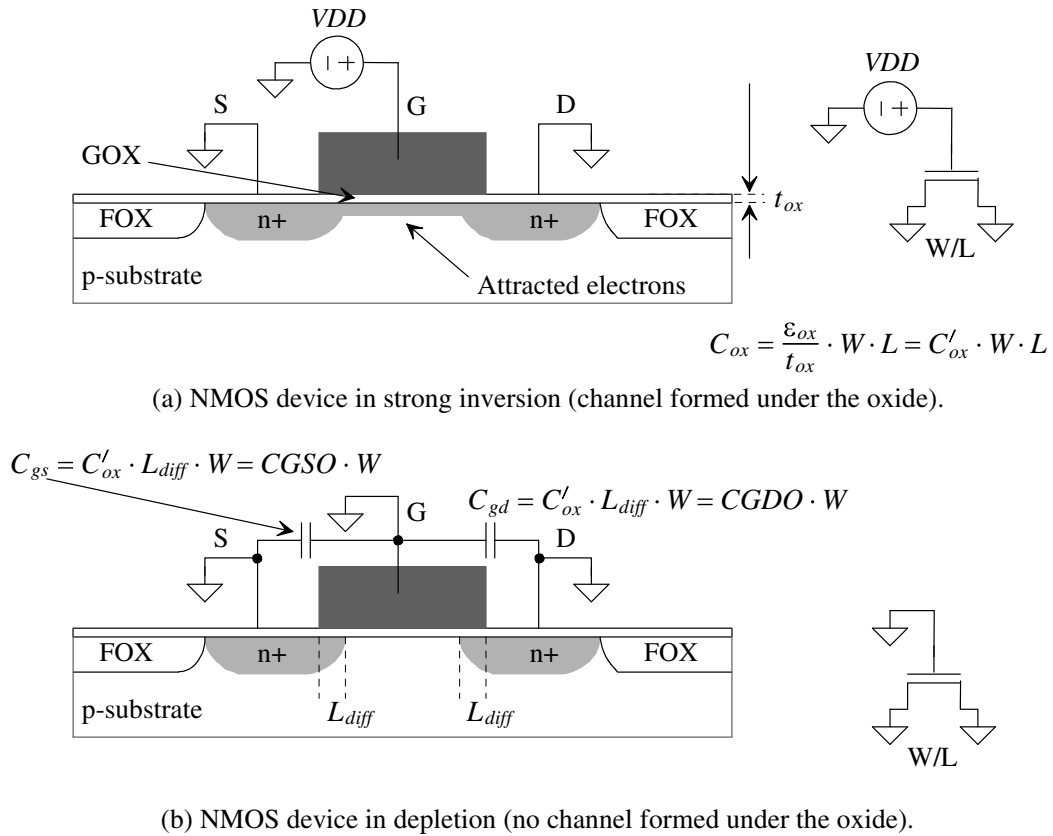 VDD
S
G
D
GOX
FOX
n+
n+
FOX
t_ox
p-substrate
Attracted electrons
VDD
W/L
C_ox = ε_ox/t_ox · W · L = C′_ox · W · L
(a) NMOS device in strong inversion (channel formed under the oxide).
C_gs = C′_ox · L_diff · W = CGSO · W
C_gd = C′_ox · L_diff · W = CGDO · W
S
G
D
FOX
n+
n+
FOX
p-substrate
L_diff
L_diff
W/L
(b) NMOS device in depletion (no channel formed under the oxide).